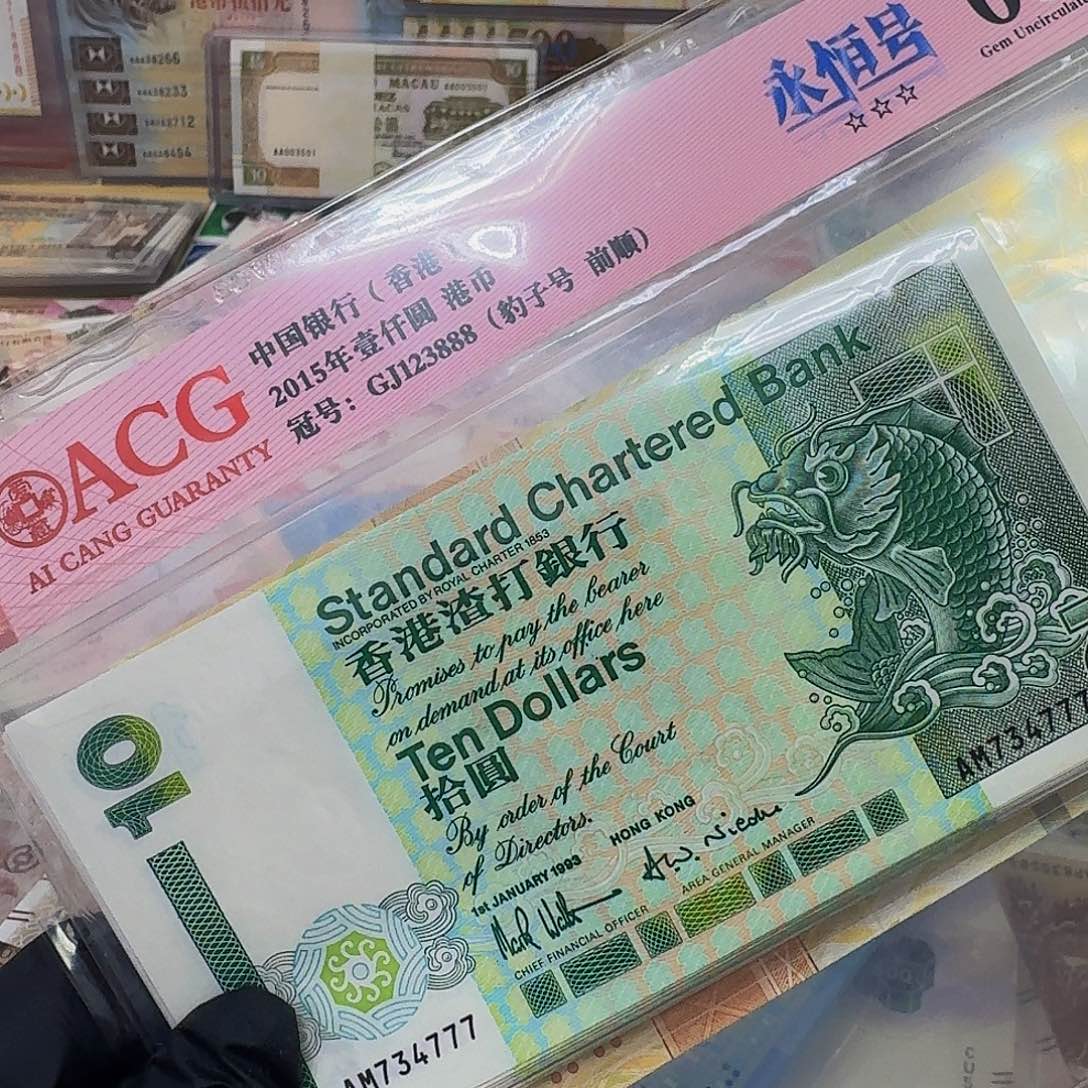 MACAU
10
AA003501
10
永恒号
☆☆☆
Gem Uncirculated
中国银行（香港
2015年壹仟圆 港币
冠号：GJ123888（豹子号 前顺）
ACG
AI CANG GUARANTY
Standard Chartered Bank
INCORPORATED BY ROYAL CHARTER 1853
香港渣打銀行
Promises to pay the bearer
on demand at its office here
Ten Dollars
拾圓
By order of the Court
of Directors.
1st JANUARY 1993 HONG KONG
CHIEF FINANCIAL OFFICER
AREA GENERAL MANAGER
10
AM734777
AM734777